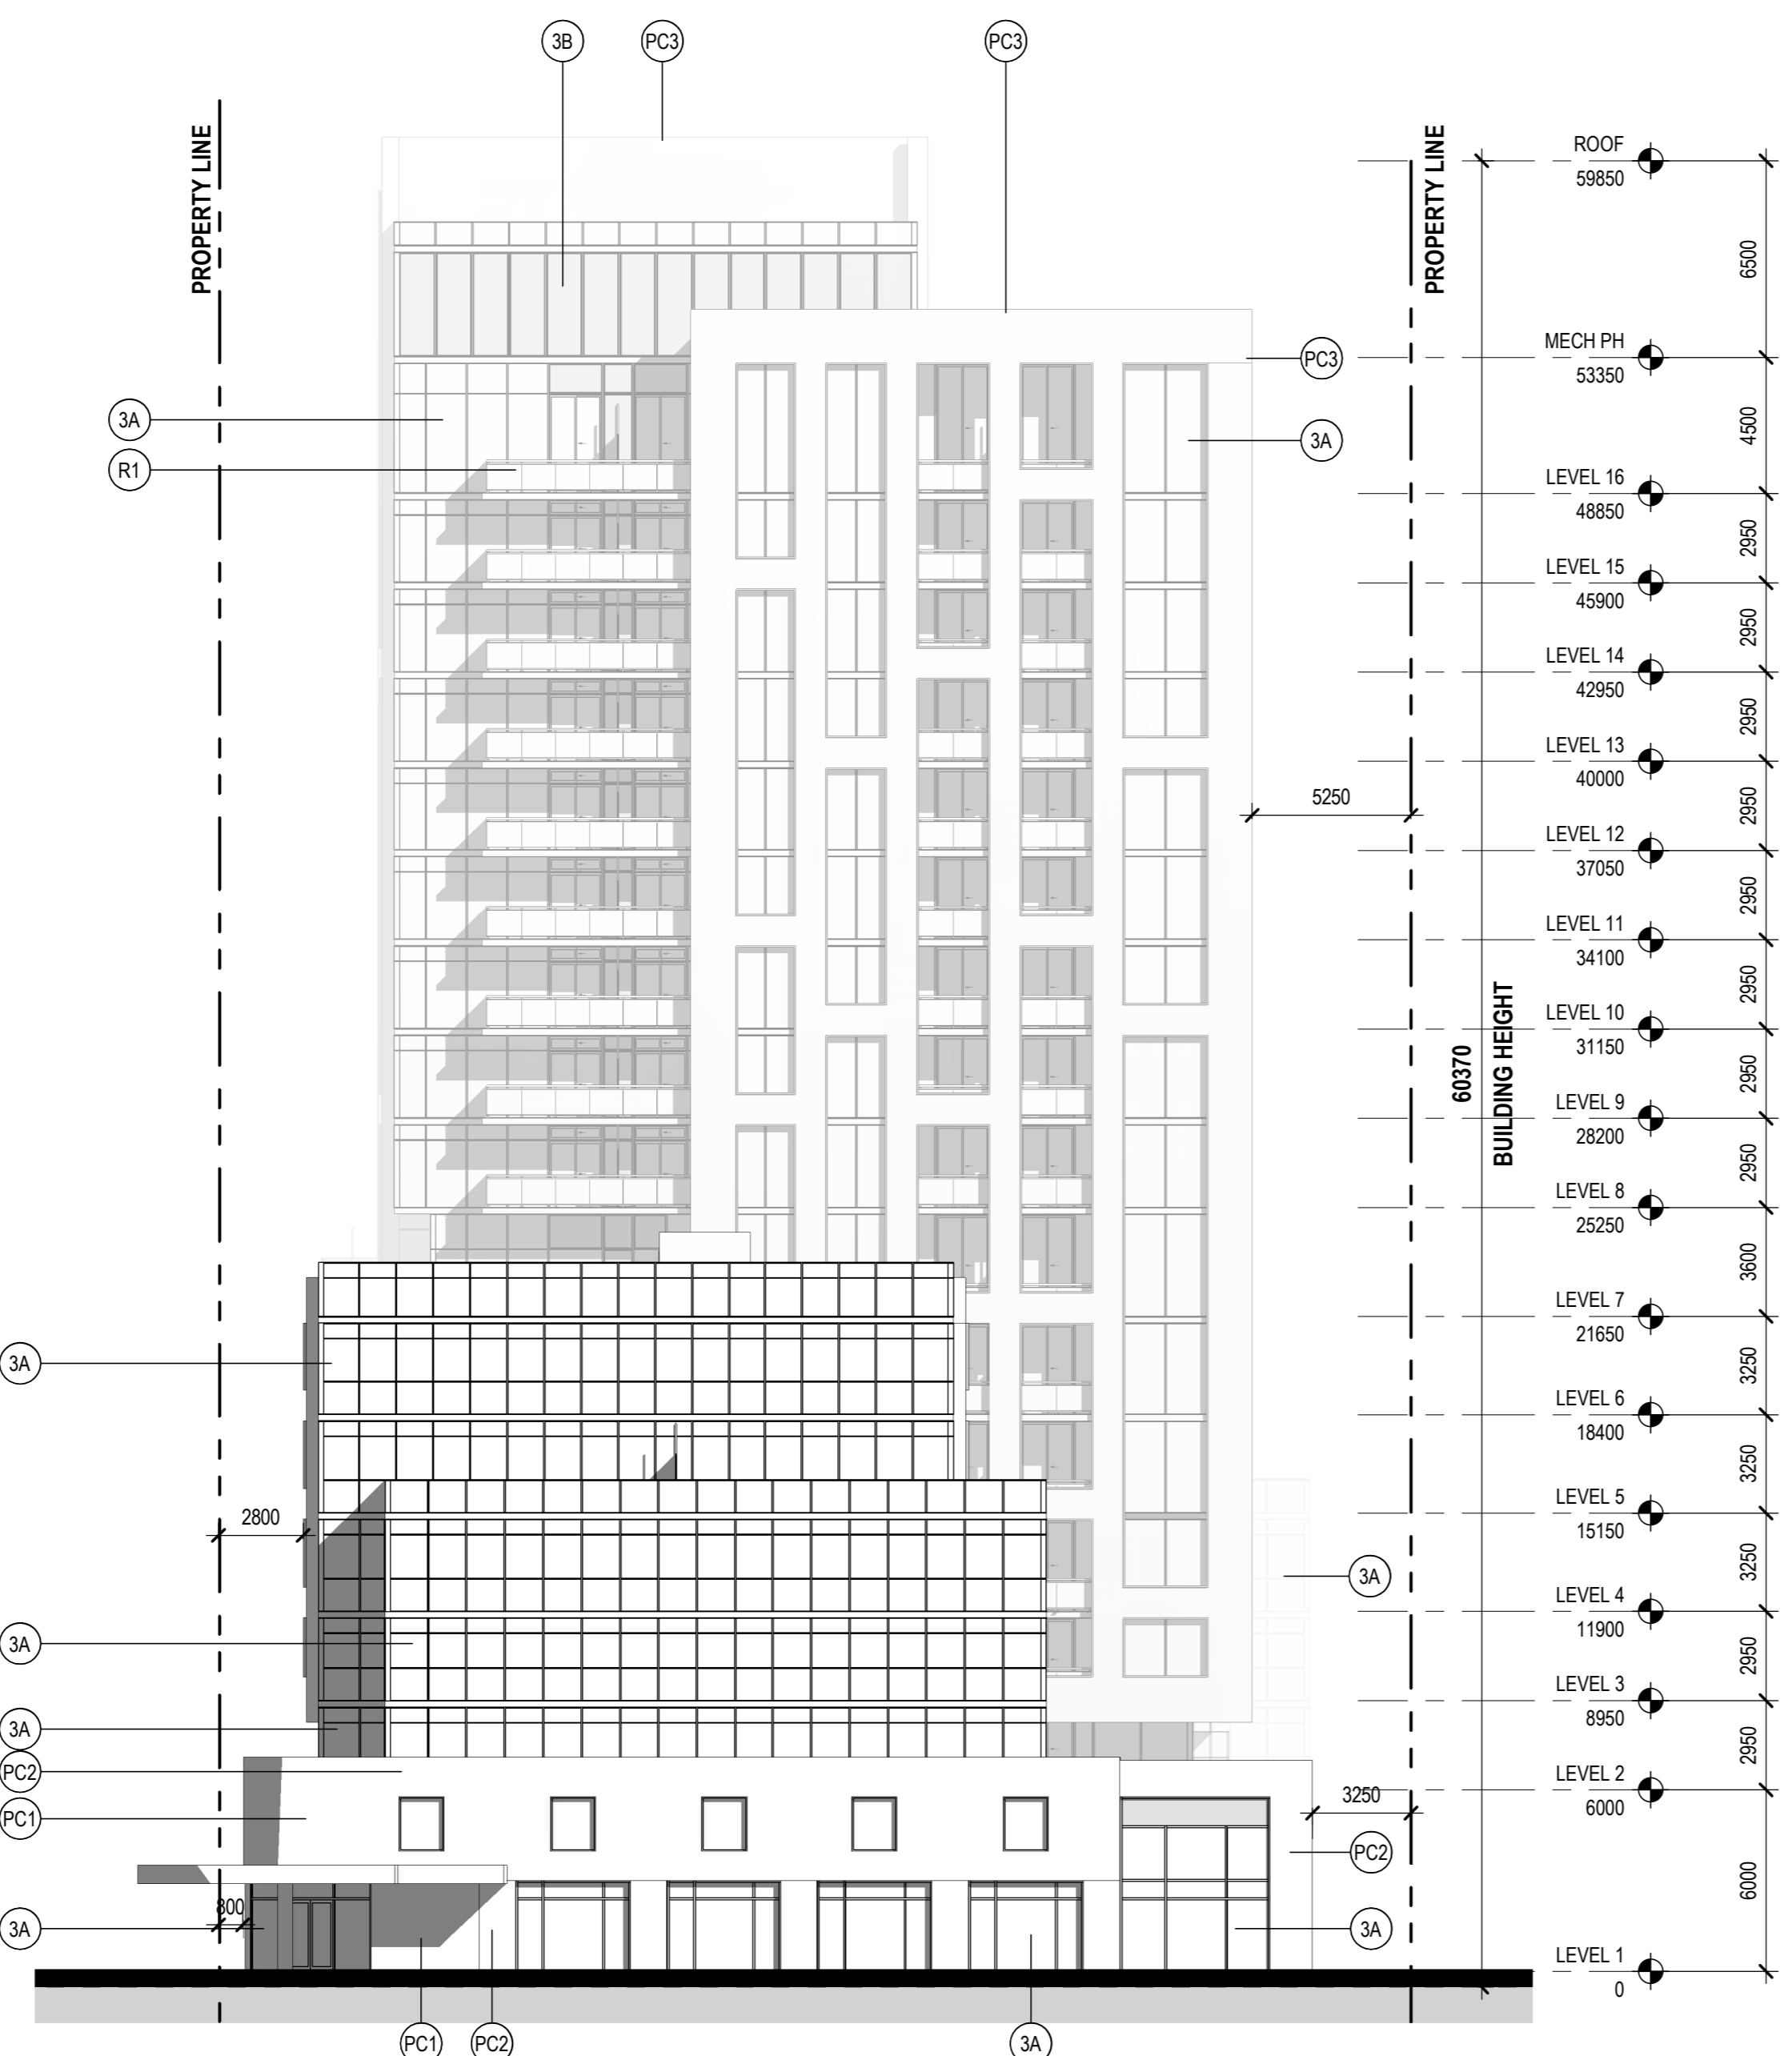 3B
PC3
PC3
PROPERTY LINE
PROPERTY LINE
ROOF
59850
6500
MECH PH
53350
PC3
4500
3A
3A
R1
LEVEL 16
48850
2950
LEVEL 15
45900
2950
LEVEL 14
42950
2950
LEVEL 13
40000
2950
5250
LEVEL 12
37050
2950
LEVEL 11
34100
2950
LEVEL 10
31150
60370
BUILDING HEIGHT
2950
LEVEL 9
28200
2950
LEVEL 8
25250
3600
LEVEL 7
21650
3A
3250
LEVEL 6
18400
3250
LEVEL 5
15150
2800
3250
3A
LEVEL 4
11900
3A
2950
LEVEL 3
8950
3A
2950
PC2
LEVEL 2
6000
PC1
3250
PC2
6000
800
3A
3A
LEVEL 1
0
PC1
PC2
3A